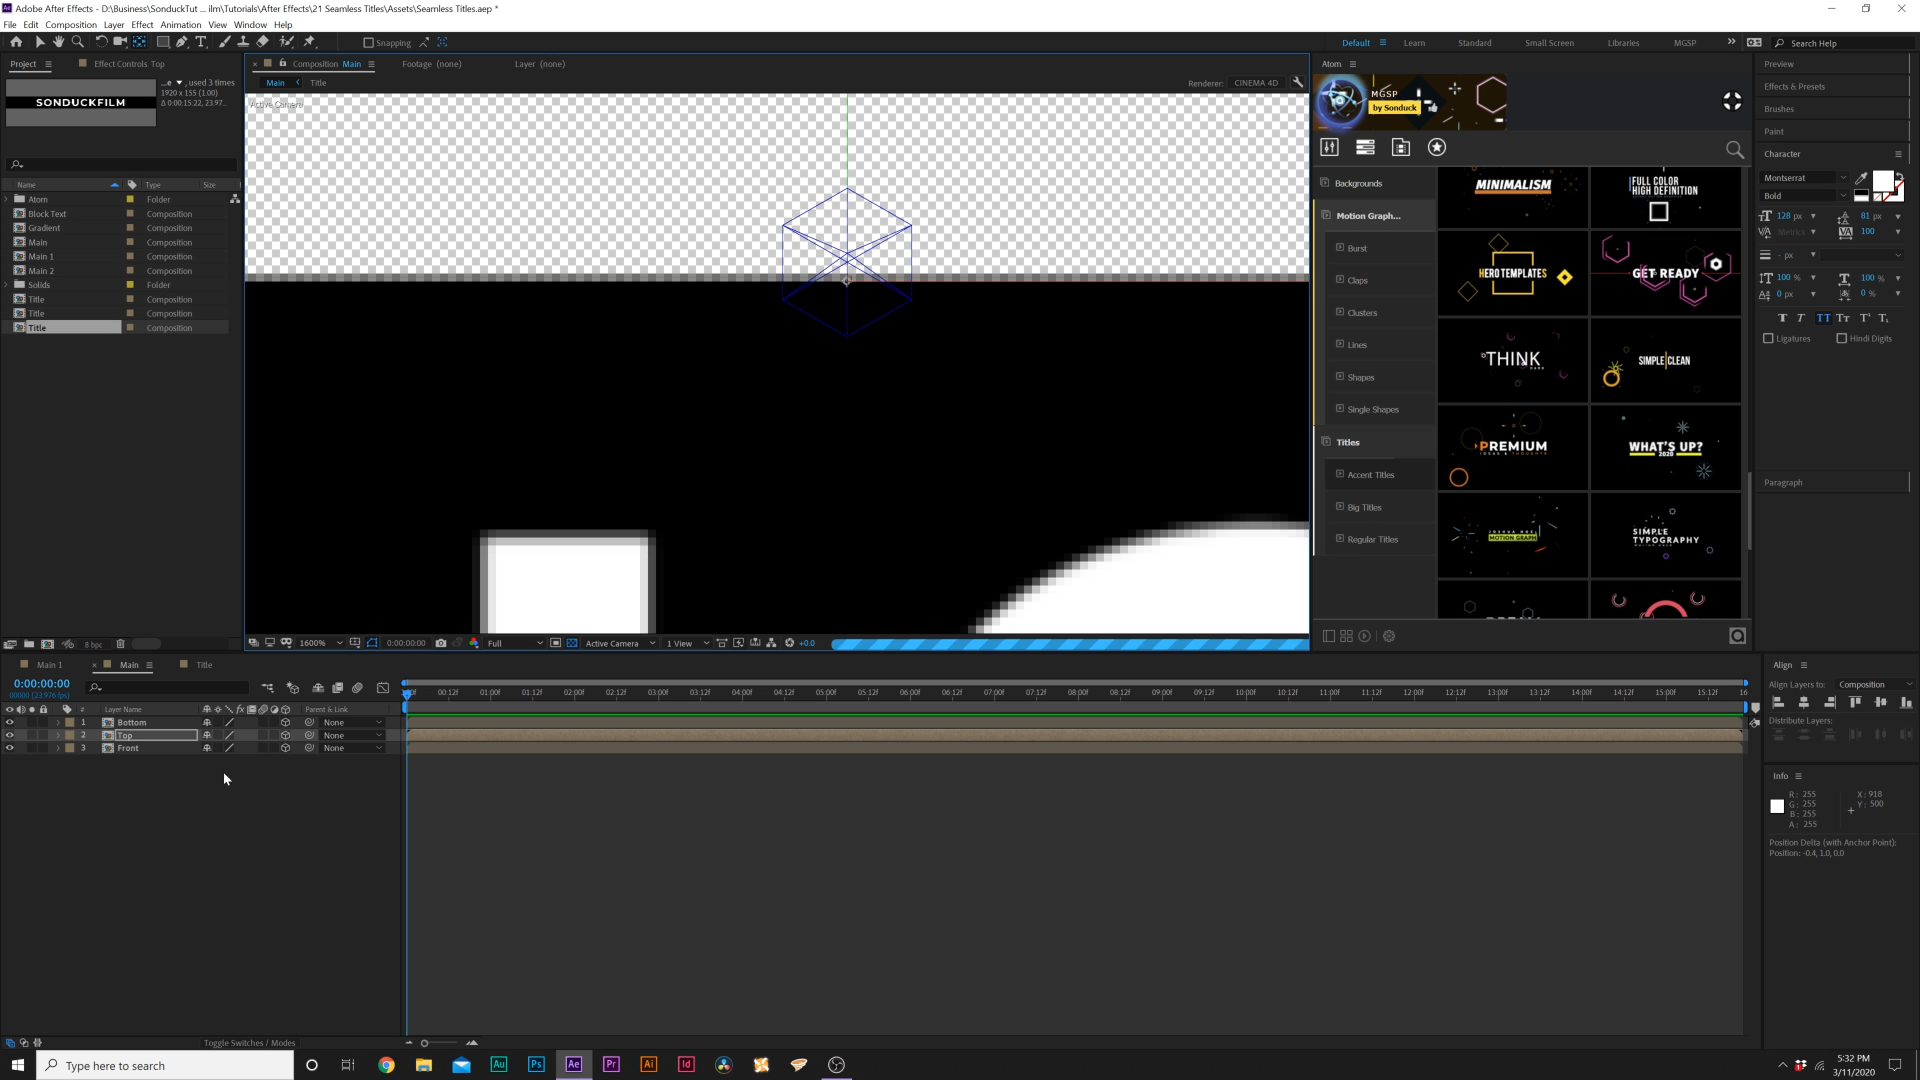 Adobe After Effects - D:\Business\SonduckTut ... ilm\Tutorials\After Effects\21 Seamless Titles\Assets\Seamless Titles.aep *
File Edit Composition Layer Effect Animation View Window Help
Snapping
Default Learn Standard Small Screen Libraries MGSP Search Help
Project Effect Controls Top
Composition Main Footage (none) Layer (none)
Atom
Preview
...e , used 3 times
1920 x 155 (1.00)
Δ 0:00:15:22, 23.97...
SONDUCKFILM
Main Title
Renderer: CINEMA 4D
Active Camera
MGSP
by Sonduck
Effects & Presets
Brushes
Paint
Character
Montserrat
Bold
128 px 81 px
Metrics 100
- px
100 % 100 %
0 px 0 %
T T TT Tt T¹ T₁
Ligatures Hindi Digits
Paragraph
Name Type Size
Atom Folder
Block Text Composition
Gradient Composition
Main Composition
Main 1 Composition
Main 2 Composition
Solids Folder
Title Composition
Title Composition
Title Composition
Backgrounds
Motion Graph...
Burst
Claps
Clusters
Lines
Shapes
Single Shapes
Titles
Accent Titles
Big Titles
Regular Titles
MINIMALISM
FULL COLOR
HIGH DEFINITION
HERO TEMPLATES
GET READY
THINK
SIMPLE CLEAN
PREMIUM
IDEAS & THOUGHTS
WHAT'S UP?
2020
MOTION GRAPH
SIMPLE
TYPOGRAPHY
8 bpc
1600% 0:00:00:00 Full Active Camera 1 View +0.0
Main 1 Main Title
0:00:00:00
00000 (23.976 fps)
# Layer Name Parent & Link
1 Bottom None
2 Top None
3 Front None
00:12f 01:00f 01:12f 02:00f 02:12f 03:00f 03:12f 04:00f 04:12f 05:00f 05:12f 06:00f 06:12f 07:00f 07:12f 08:00f 08:12f 09:00f 09:12f 10:00f 10:12f 11:00f 11:12f 12:00f 12:12f 13:00f 13:12f 14:00f 14:12f 15:00f 15:12f 16
Toggle Switches / Modes
Align
Align Layers to: Composition
Distribute Layers:
Info
R: 255
G: 255
B: 255
A: 255
X: 918
Y: 500
Position Delta (with Anchor Point):
Position: -0.4, 1.0, 0.0
Type here to search
Au Ps Ae Pr Ai Id
5:32 PM
3/11/2020